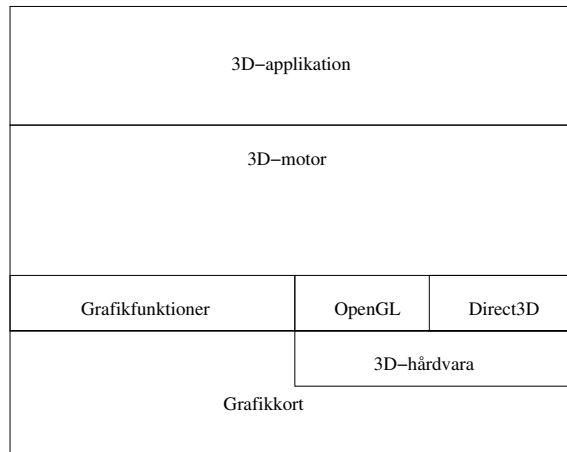 3D−applikation
3D−motor
Grafikfunktioner OpenGL Direct3D
3D−hårdvara
Grafikkort